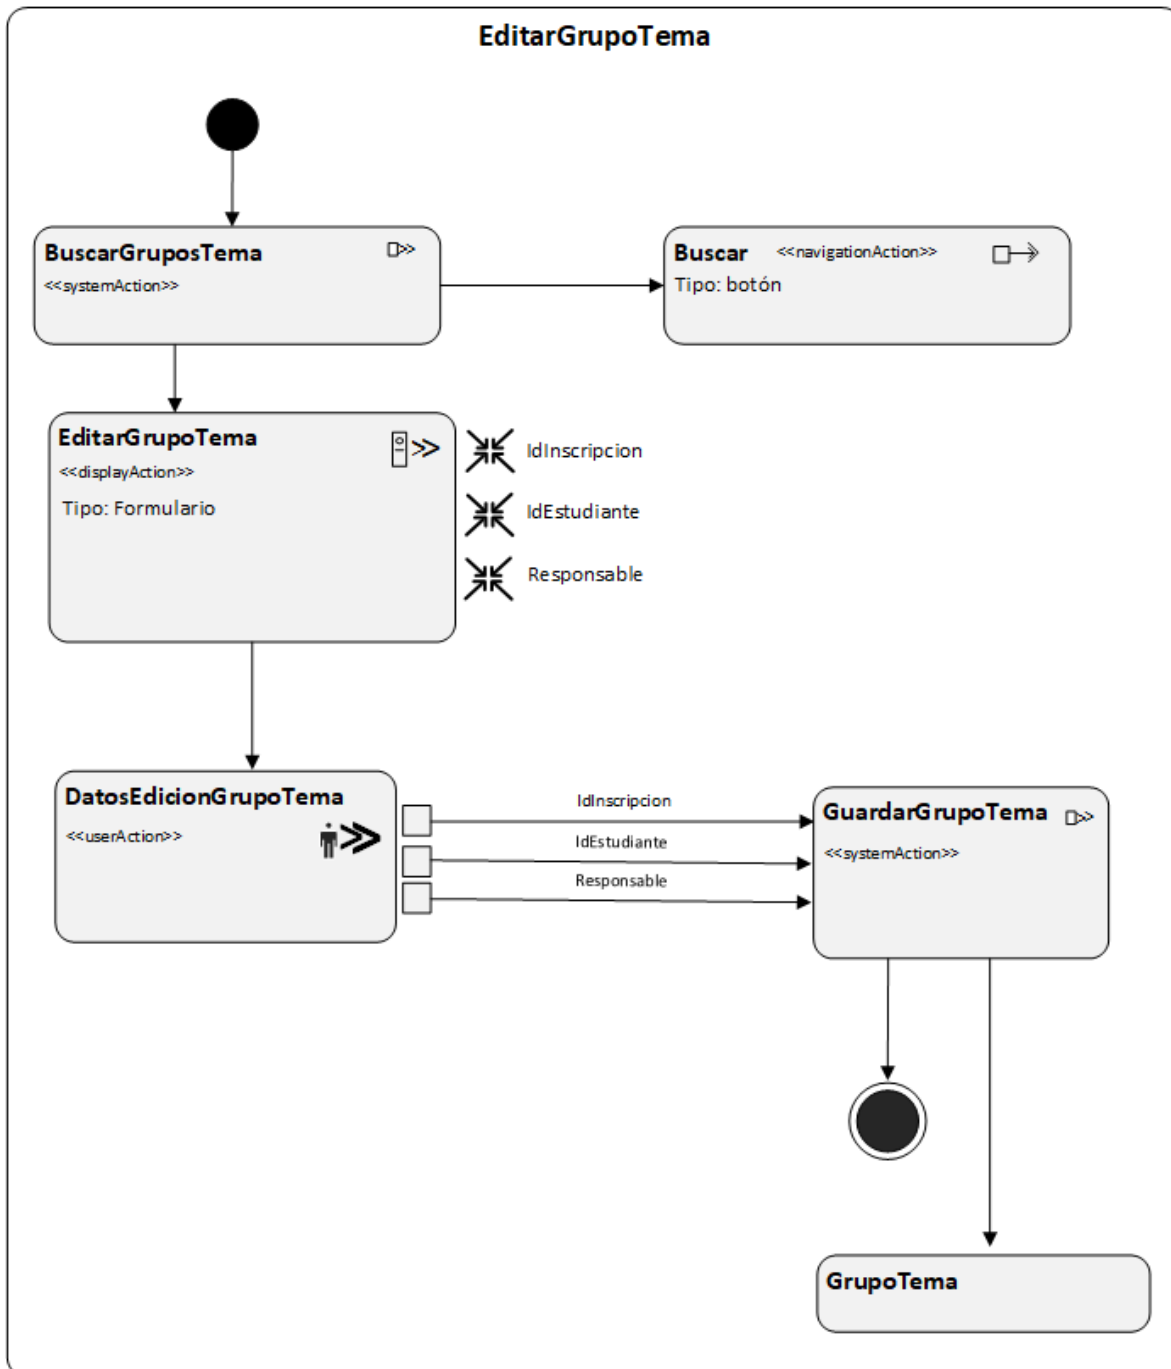 EditarGrupoTema
BuscarGruposTema
<<systemAction>>
Buscar <<navigationAction>>
Tipo: botón
EditarGrupoTema
<<displayAction>>
Tipo: Formulario
IdInscripcion
IdEstudiante
Responsable
DatosEdicionGrupoTema
<<userAction>>
IdInscripcion
IdEstudiante
Responsable
GuardarGrupoTema
<<systemAction>>
GrupoTema